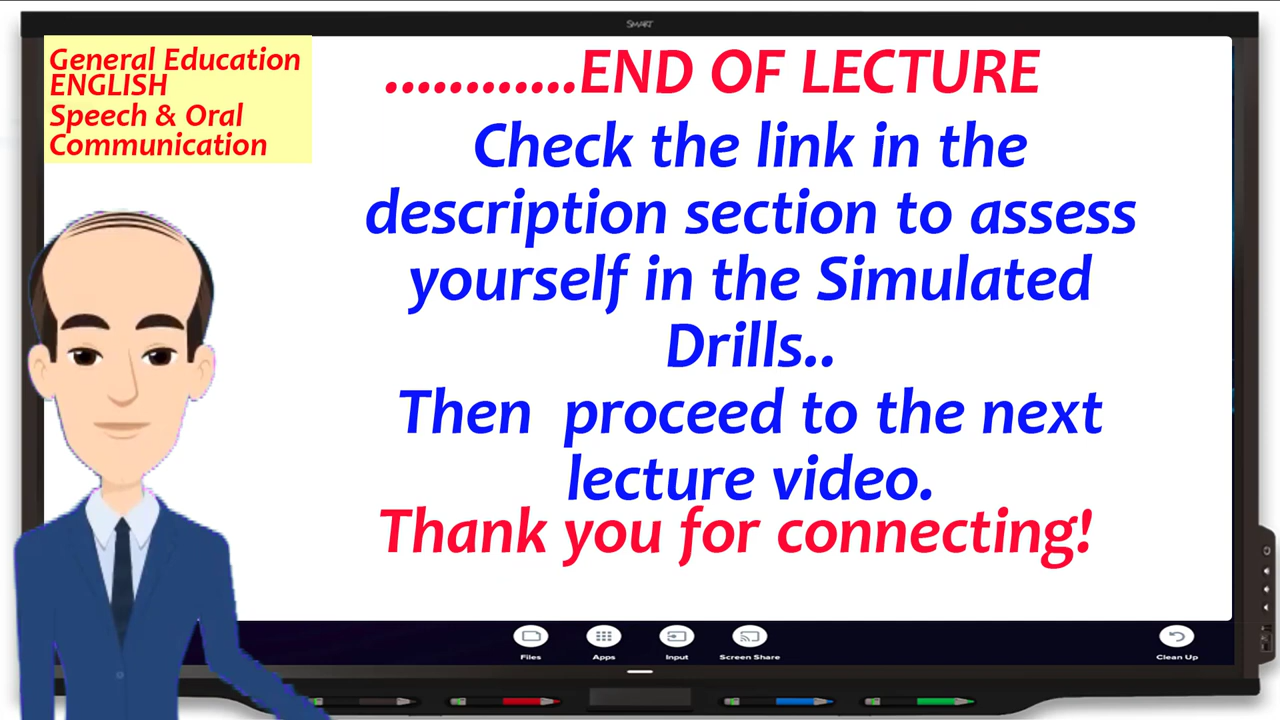 SMART
General Education
ENGLISH
Speech & Oral
Communication
............END OF LECTURE
Check the link in the
description section to assess
yourself in the Simulated
Drills..
Then proceed to the next
lecture video.
Thank you for connecting!
Files
Apps
Input
Screen Share
Clean Up